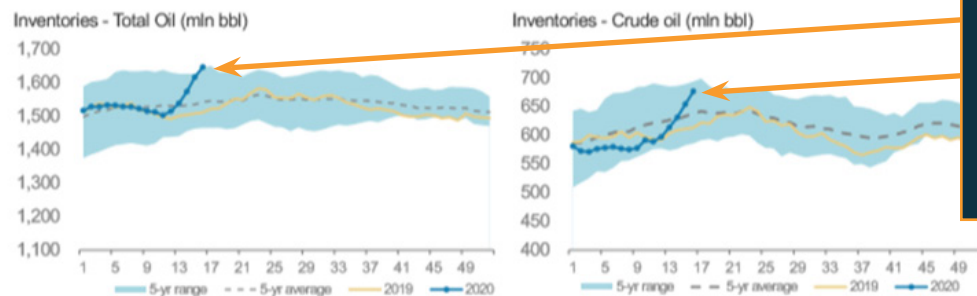 Inventories - Total Oil (mln bbl)
1,700
1,600
1,500
1,400
1,300
1,200
1,100
1 5 9 13 17 21 25 29 33 37 41 45 49
5-yr range 5-yr average 2019 2020
Inventories - Crude oil (mln bbl)
750
700
650
600
550
500
450
400
1 5 9 13 17 21 25 29 33 37 41 45 49
5-yr range 5-yr average 2019 2020